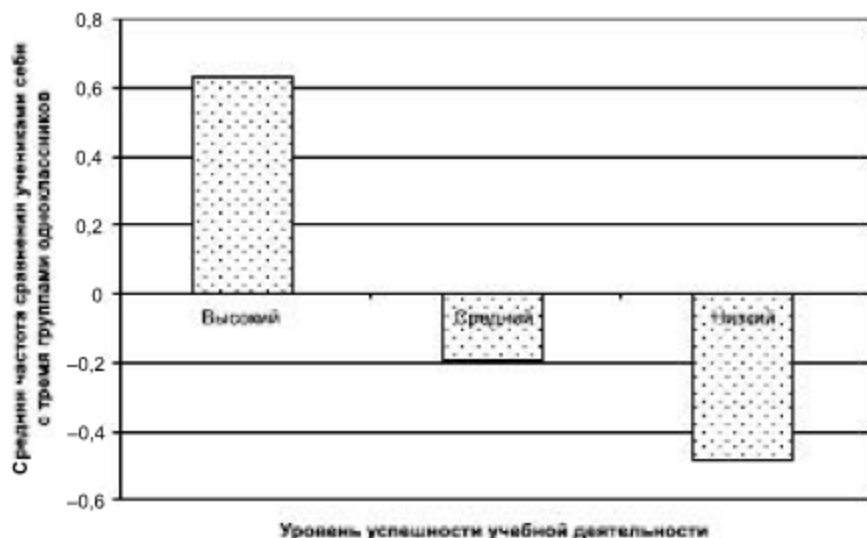 Средняя частота сравнения учениками себя
с тремя группами одноклассников
0,8
0,6
0,4
0,2
0
–0,2
–0,4
–0,6
Высокий
Средний
Низкий
Уровень успешности учебной деятельности